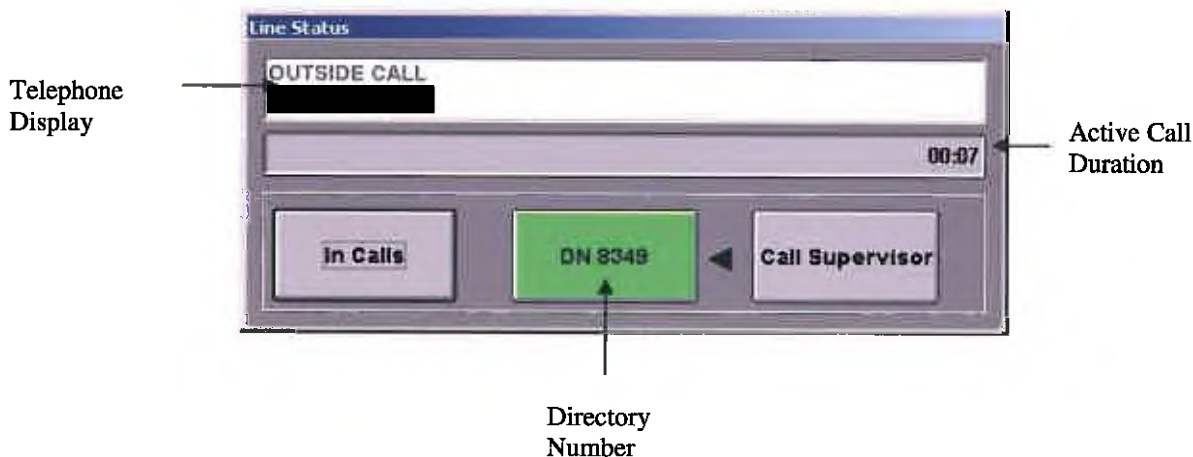 Line Status
OUTSIDE CALL
Telephone
Display
Active Call
Duration
00:07
In Calls
DN 8349
Call Supervisor
Directory
Number